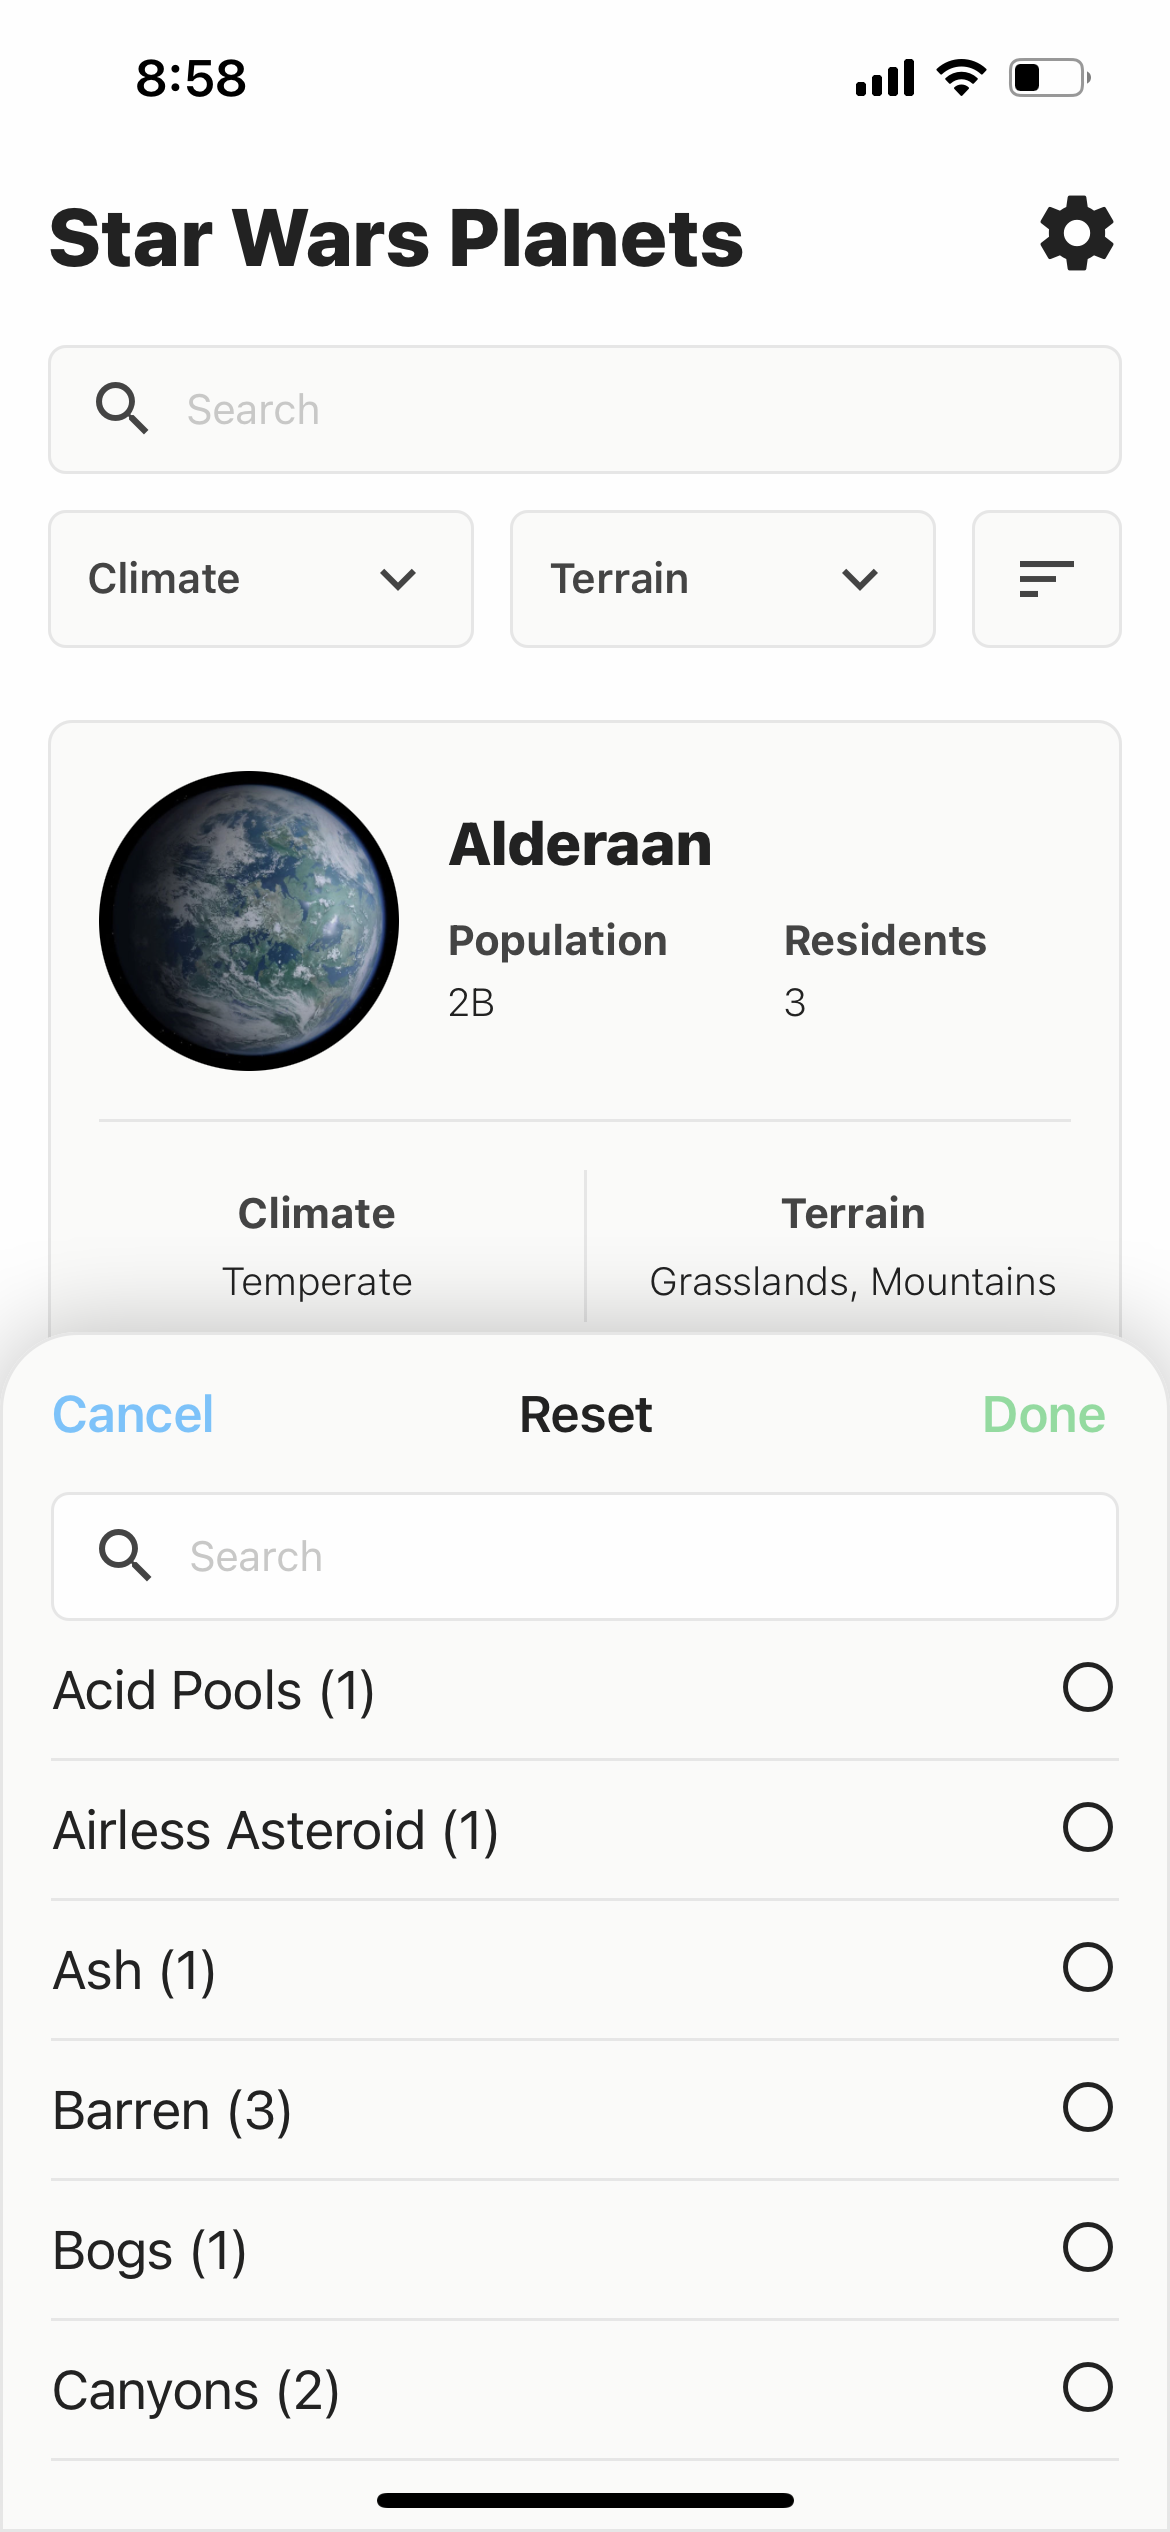 8:58
Star Wars Planets
Search
Climate
Terrain
Alderaan
Population
Residents
2B
3
Climate
Terrain
Temperate
Grasslands, Mountains
Cancel
Reset
Done
Search
Acid Pools (1)
Airless Asteroid (1)
Ash (1)
Barren (3)
Bogs (1)
Canyons (2)